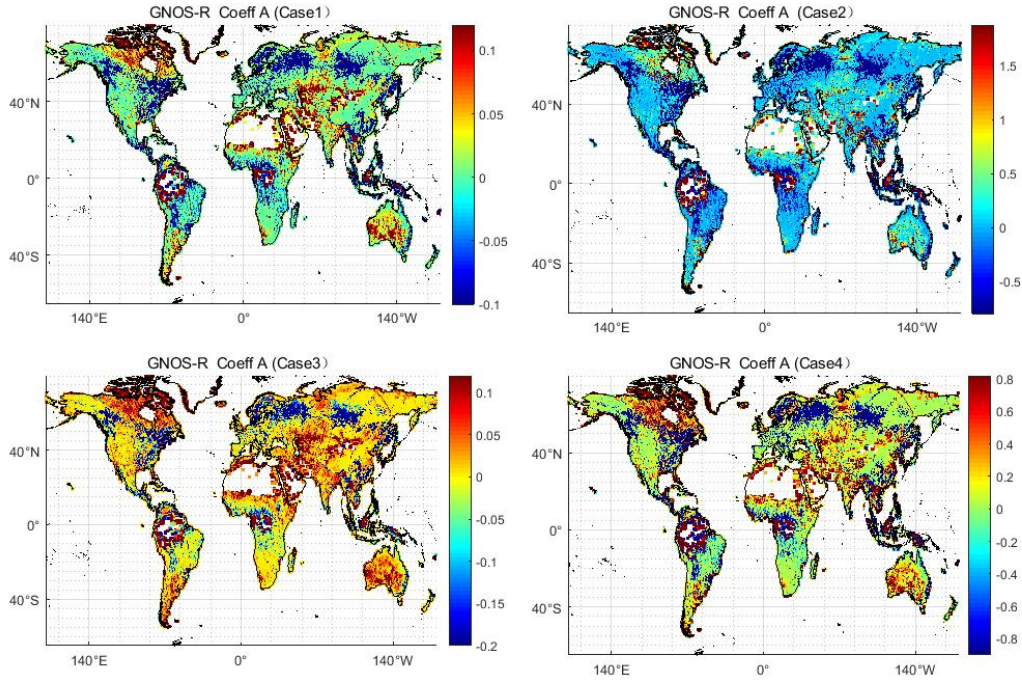 GNOS-R Coeff A (Case1）
40°N
0°
40°S
140°E
0°
140°W
0.1
0.05
0
-0.05
-0.1
GNOS-R Coeff A (Case2）
40°N
0°
40°S
140°E
0°
140°W
1.5
1
0.5
0
-0.5
GNOS-R Coeff A (Case3）
40°N
0°
40°S
140°E
0°
140°W
0.1
0.05
0
-0.05
-0.1
-0.15
-0.2
GNOS-R Coeff A (Case4）
40°N
0°
40°S
140°E
0°
140°W
0.8
0.6
0.4
0.2
0
-0.2
-0.4
-0.6
-0.8